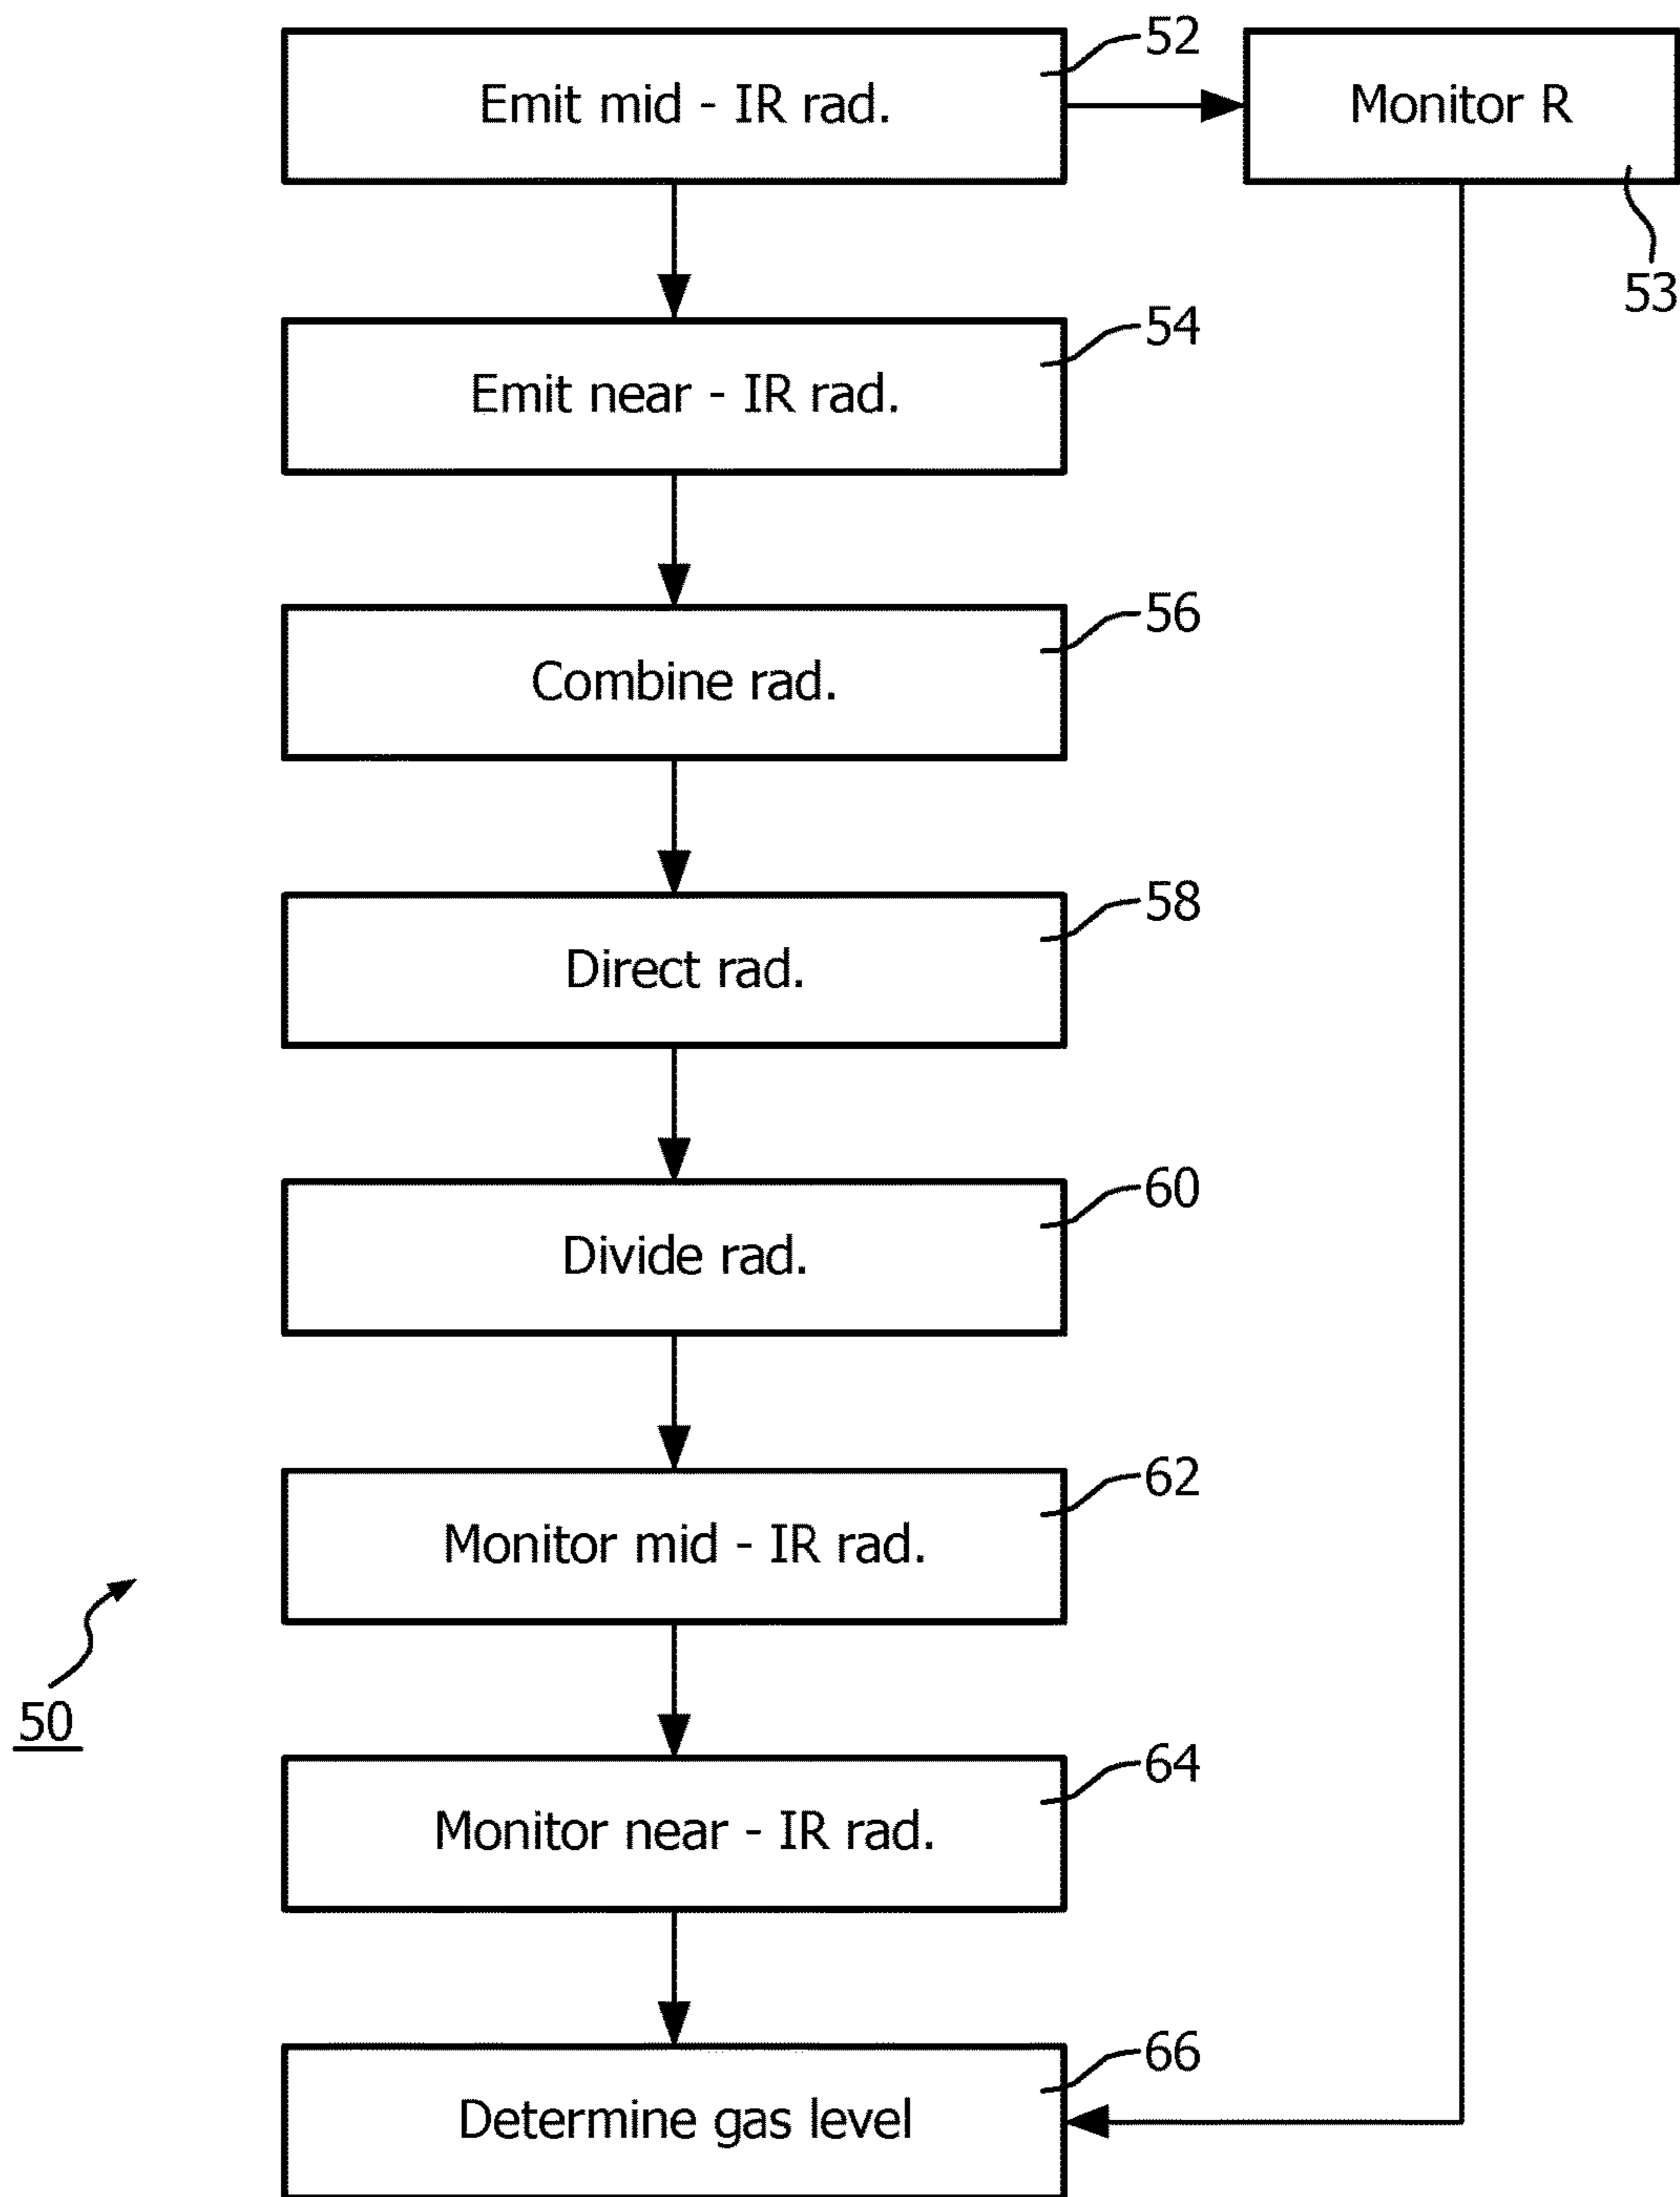 52
Emit mid - IR rad.
Monitor R
53
54
Emit near - IR rad.
56
Combine rad.
58
Direct rad.
60
Divide rad.
62
Monitor mid - IR rad.
50
64
Monitor near - IR rad.
66
Determine gas level